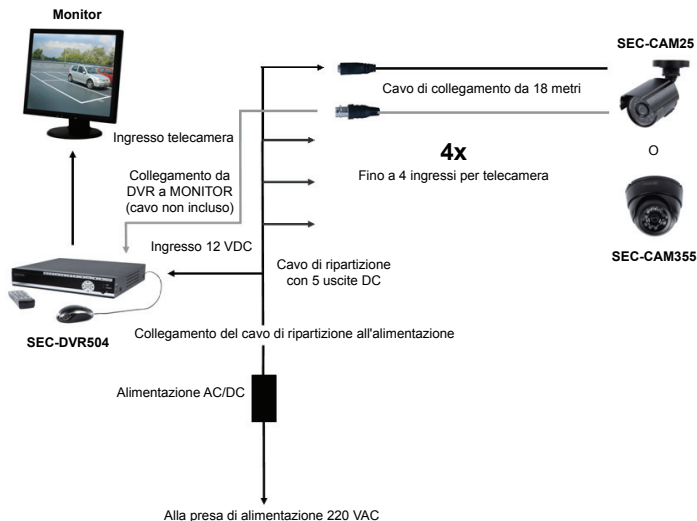 Monitor
SEC-CAM25
Cavo di collegamento da 18 metri
Ingresso telecamera
4x
O
Collegamento da
DVR a MONITOR
(cavo non incluso)
Fino a 4 ingressi per telecamera
Ingresso 12 VDC
SEC-CAM355
Cavo di ripartizione
con 5 uscite DC
SEC-DVR504
Collegamento del cavo di ripartizione all'alimentazione
Alimentazione AC/DC
Alla presa di alimentazione 220 VAC